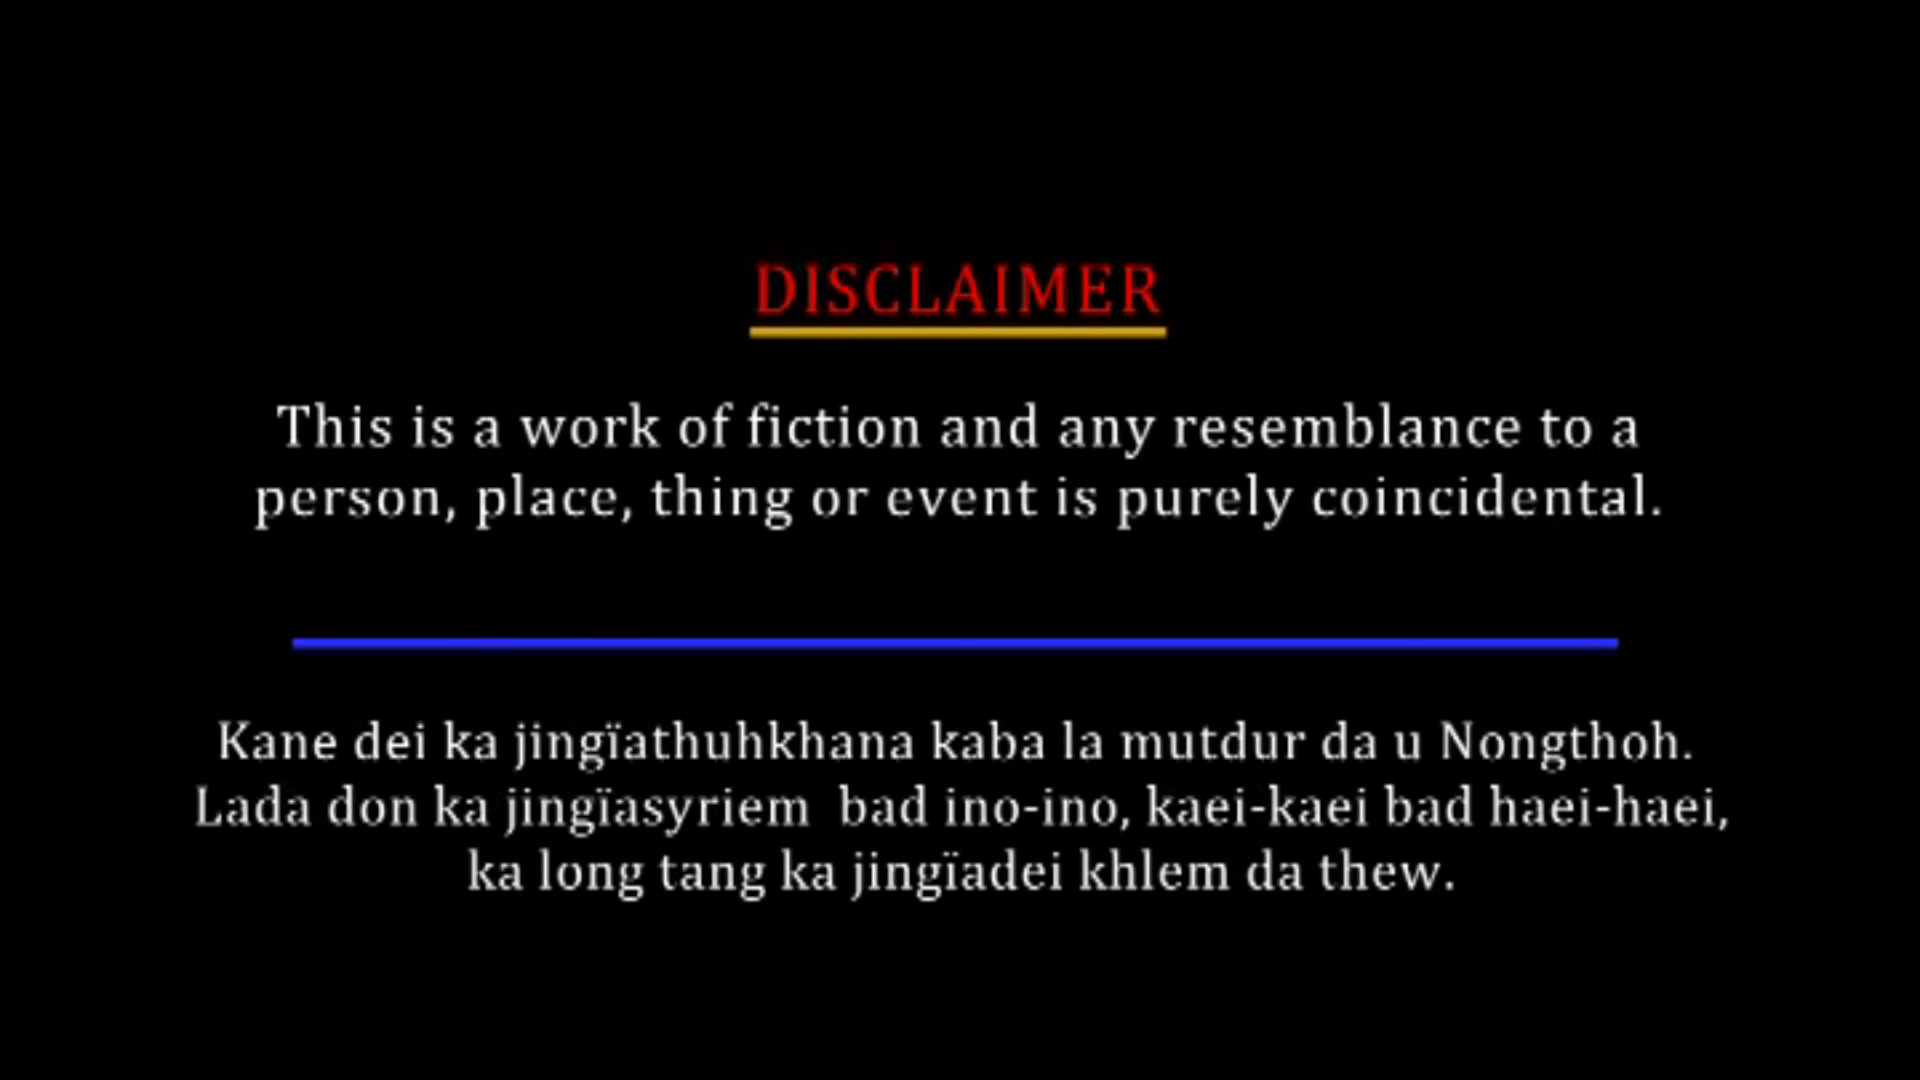 DISCLAIMER
This is a work of fiction and any resemblance to a
person, place, thing or event is purely coincidental.
Kane dei ka jingïathuhkhana kaba la mutdur da u Nongthoh.
Lada don ka jingïasyriem bad ino-ino, kaei-kaei bad haei-haei,
ka long tang ka jingïadei khlem da thew.